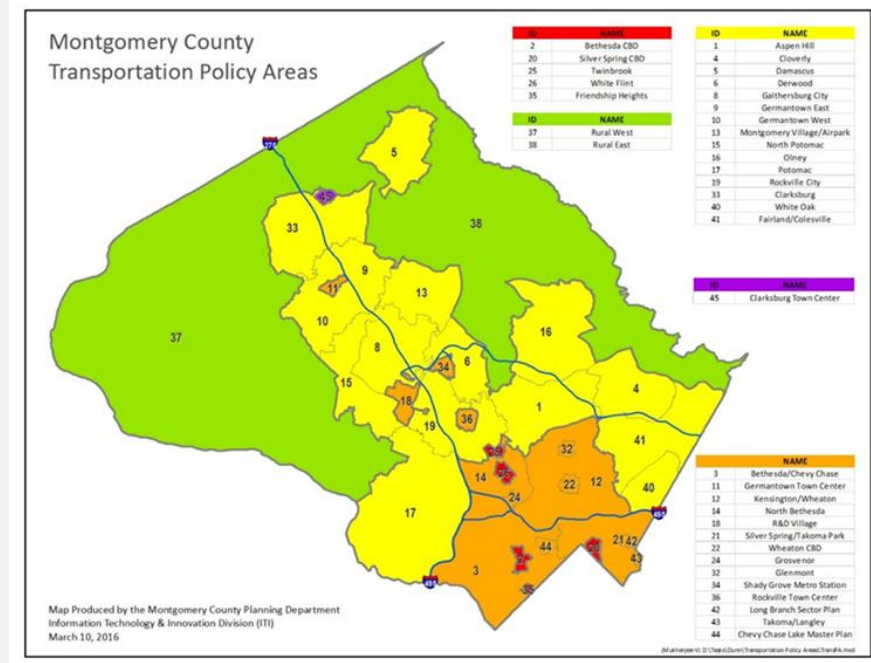 Montgomery County
Transportation Policy Areas
ID NAME
2 Bethesda CBD
20 Silver Spring CBD
25 Twinbrook
26 White Flint
35 Friendship Heights
ID NAME
37 Rural West
38 Rural East
ID NAME
1 Aspen Hill
4 Cloverly
5 Damascus
6 Derwood
8 Gaithersburg City
9 Germantown East
10 Germantown West
13 Montgomery Village/Airpark
15 North Potomac
16 Olney
17 Potomac
19 Rockville City
33 Clarksburg
40 White Oak
41 Fairland/Colesville
ID NAME
45 Clarksburg Town Center
NAME
3 Bethesda/Chevy Chase
11 Germantown Town Center
12 Kensington/Wheaton
14 North Bethesda
18 R&D Village
21 Silver Spring/Takoma Park
22 Wheaton CBD
24 Grosvenor
32 Glenmont
34 Shady Grove Metro Station
36 Rockville Town Center
42 Long Branch Sector Plan
43 Takoma/Langley
44 Chevy Chase Lake Master Plan
5
270
45
33
38
9
11
13
10
37
16
8
34
6
15
4
18
36
1
19
41
32
14
22
12
24
40
17
495
21
42
44
43
3
35
495
Map Produced by the Montgomery County Planning Department
Information Technology & Innovation Division (ITI)
March 10, 2016